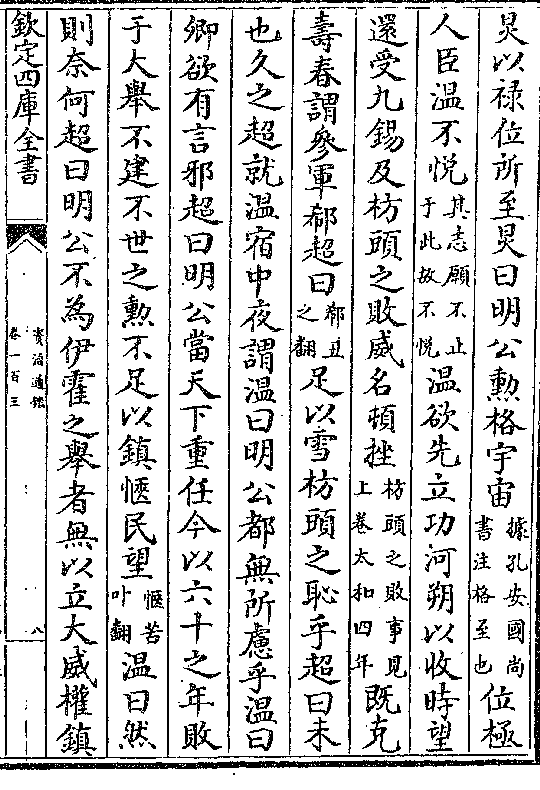 炅以禄位所至炅曰明公勲格宇宙據孔安國尚書注格至也位極
人臣温不悦其志願不止于此故不悦温欲先立功河朔以收時望
還受九錫及枋頭之敗威名頓挫枋頭之敗事見上卷太和四年既克
壽春謂參軍郗超曰郗丑之翻足以雪枋頭之恥乎超曰未
也久之超就温宿中夜謂温曰明公都無所慮乎温曰
卿欲有言邪超曰明公當天下重任今以六十之年敗
于大舉不建不世之勲不足以鎮愜民望愜苦叶翻温曰然
則奈何超曰明公不為伊霍之舉者無以立大威權鎮
欽定四庫全書
資治通鑑
卷一百三
八